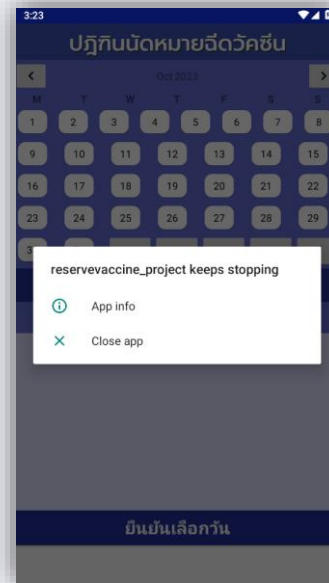 3:23
ปฏิทินนัดหมายฉีดวัคซีน
< Oct 2023 >
M T W T F S S
1 2 3 4 5 6 7 8
9 10 11 12 13 14 15
16 17 18 19 20 21 22
23 24 25 26 27 28 29
reservevaccine_project keeps stopping
App info
Close app
ยืนยันเลือกวัน